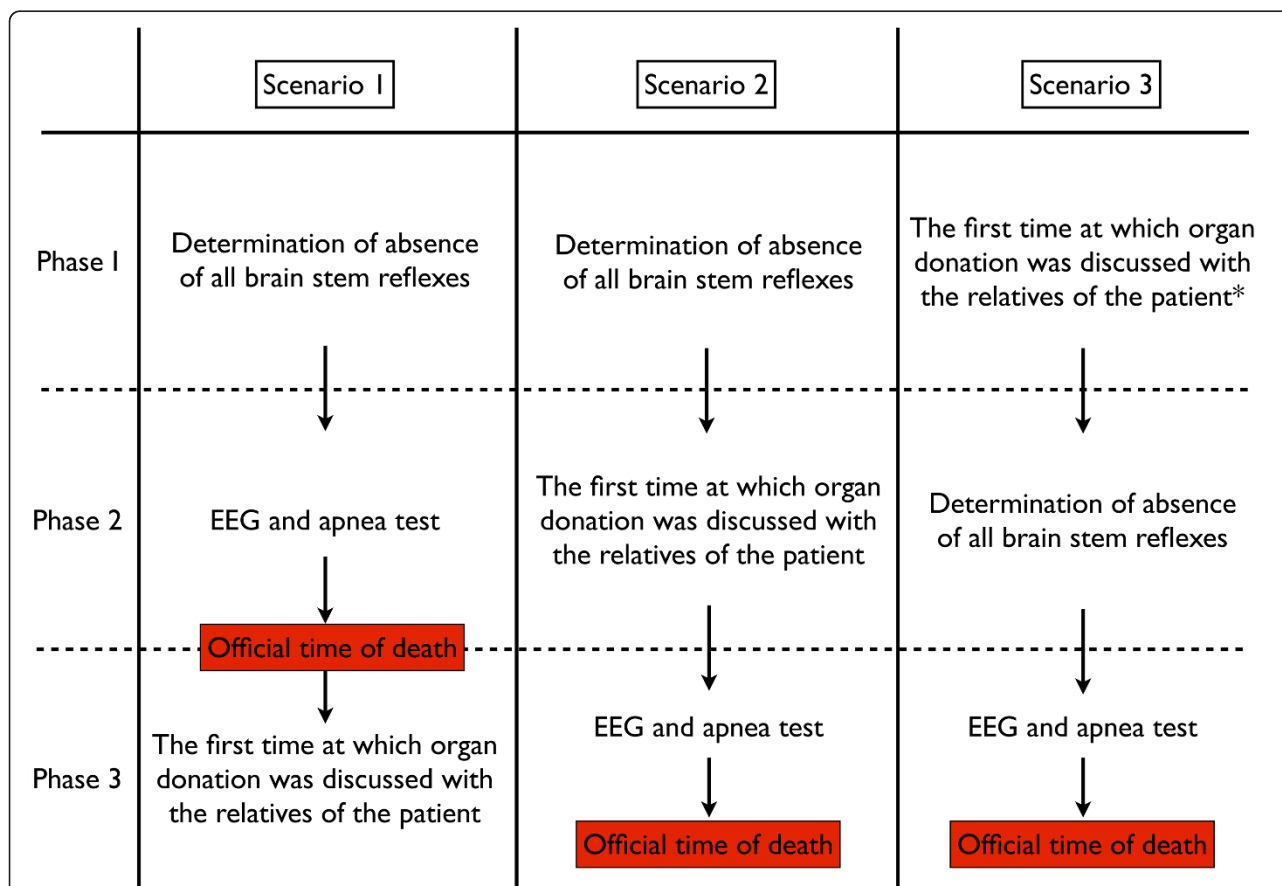 Scenario 1
Scenario 2
Scenario 3
Phase 1
Determination of absence
of all brain stem reflexes
Determination of absence
of all brain stem reflexes
The first time at which organ
donation was discussed with
the relatives of the patient*
Phase 2
EEG and apnea test
The first time at which organ
donation was discussed with
the relatives of the patient
Determination of absence
of all brain stem reflexes
Official time of death
Phase 3
The first time at which organ
donation was discussed with
the relatives of the patient
EEG and apnea test
Official time of death
EEG and apnea test
Official time of death